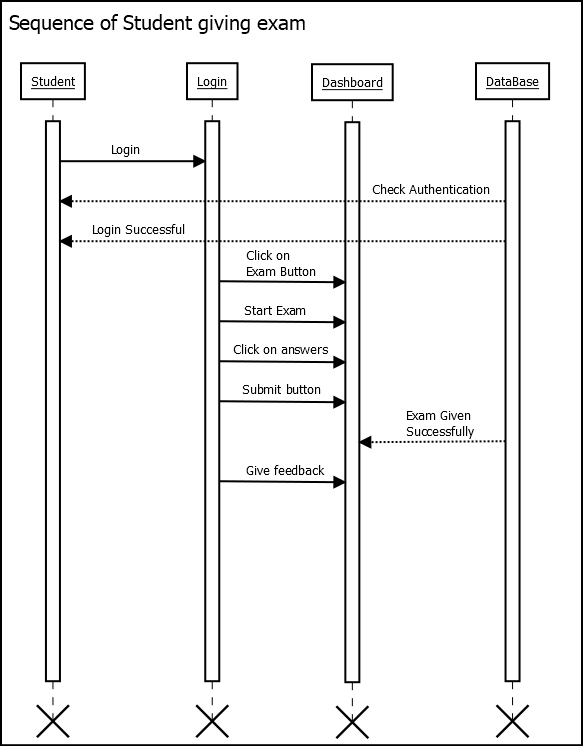 Sequence of Student giving exam
Student
Login
Dashboard
DataBase
Login
Check Authentication
Login Successful
Click on
Exam Button
Start Exam
Click on answers
Submit button
Exam Given
Successfully
Give feedback